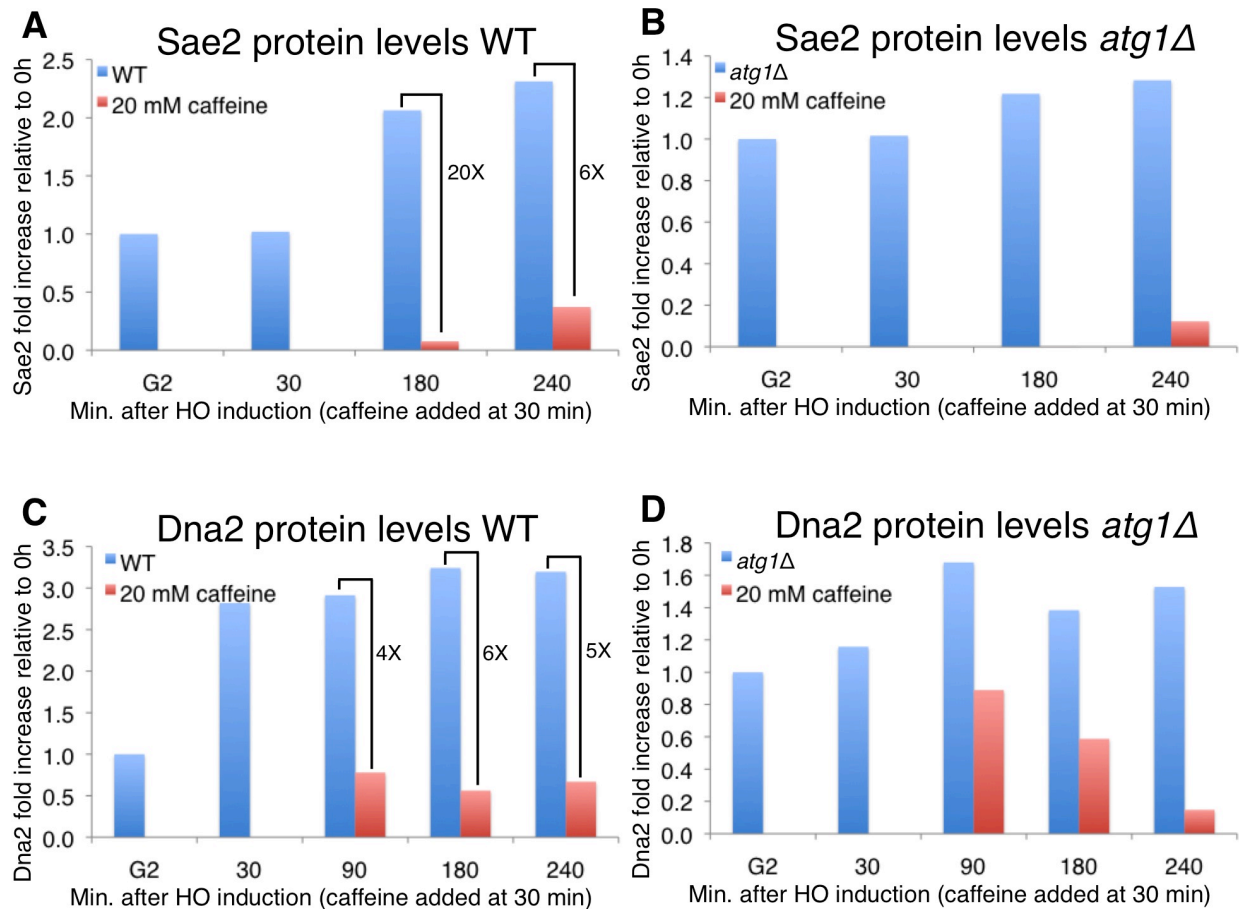 A
Sae2 protein levels WT
Sae2 fold increase relative to 0h
2.5
2.0
1.5
1.0
0.5
0.0
WT
20 mM caffeine
20X
6X
G2 30 180 240
Min. after HO induction (caffeine added at 30 min)
B
Sae2 protein levels atg1Δ
Sae2 fold increase relative to 0h
1.4
1.2
1.0
0.8
0.6
0.4
0.2
0.0
atg1Δ
20 mM caffeine
G2 30 180 240
Min. after HO induction (caffeine added at 30 min)
C
Dna2 protein levels WT
Dna2 fold increase relative to 0h
3.5
3.0
2.5
2.0
1.5
1.0
0.5
0.0
WT
20 mM caffeine
4X
6X
5X
G2 30 90 180 240
Min. after HO induction (caffeine added at 30 min)
D
Dna2 protein levels atg1Δ
Dna2 fold increase relative to 0h
1.8
1.6
1.4
1.2
1.0
0.8
0.6
0.4
0.2
0.0
atg1Δ
20 mM caffeine
G2 30 90 180 240
Min. after HO induction (caffeine added at 30 min)